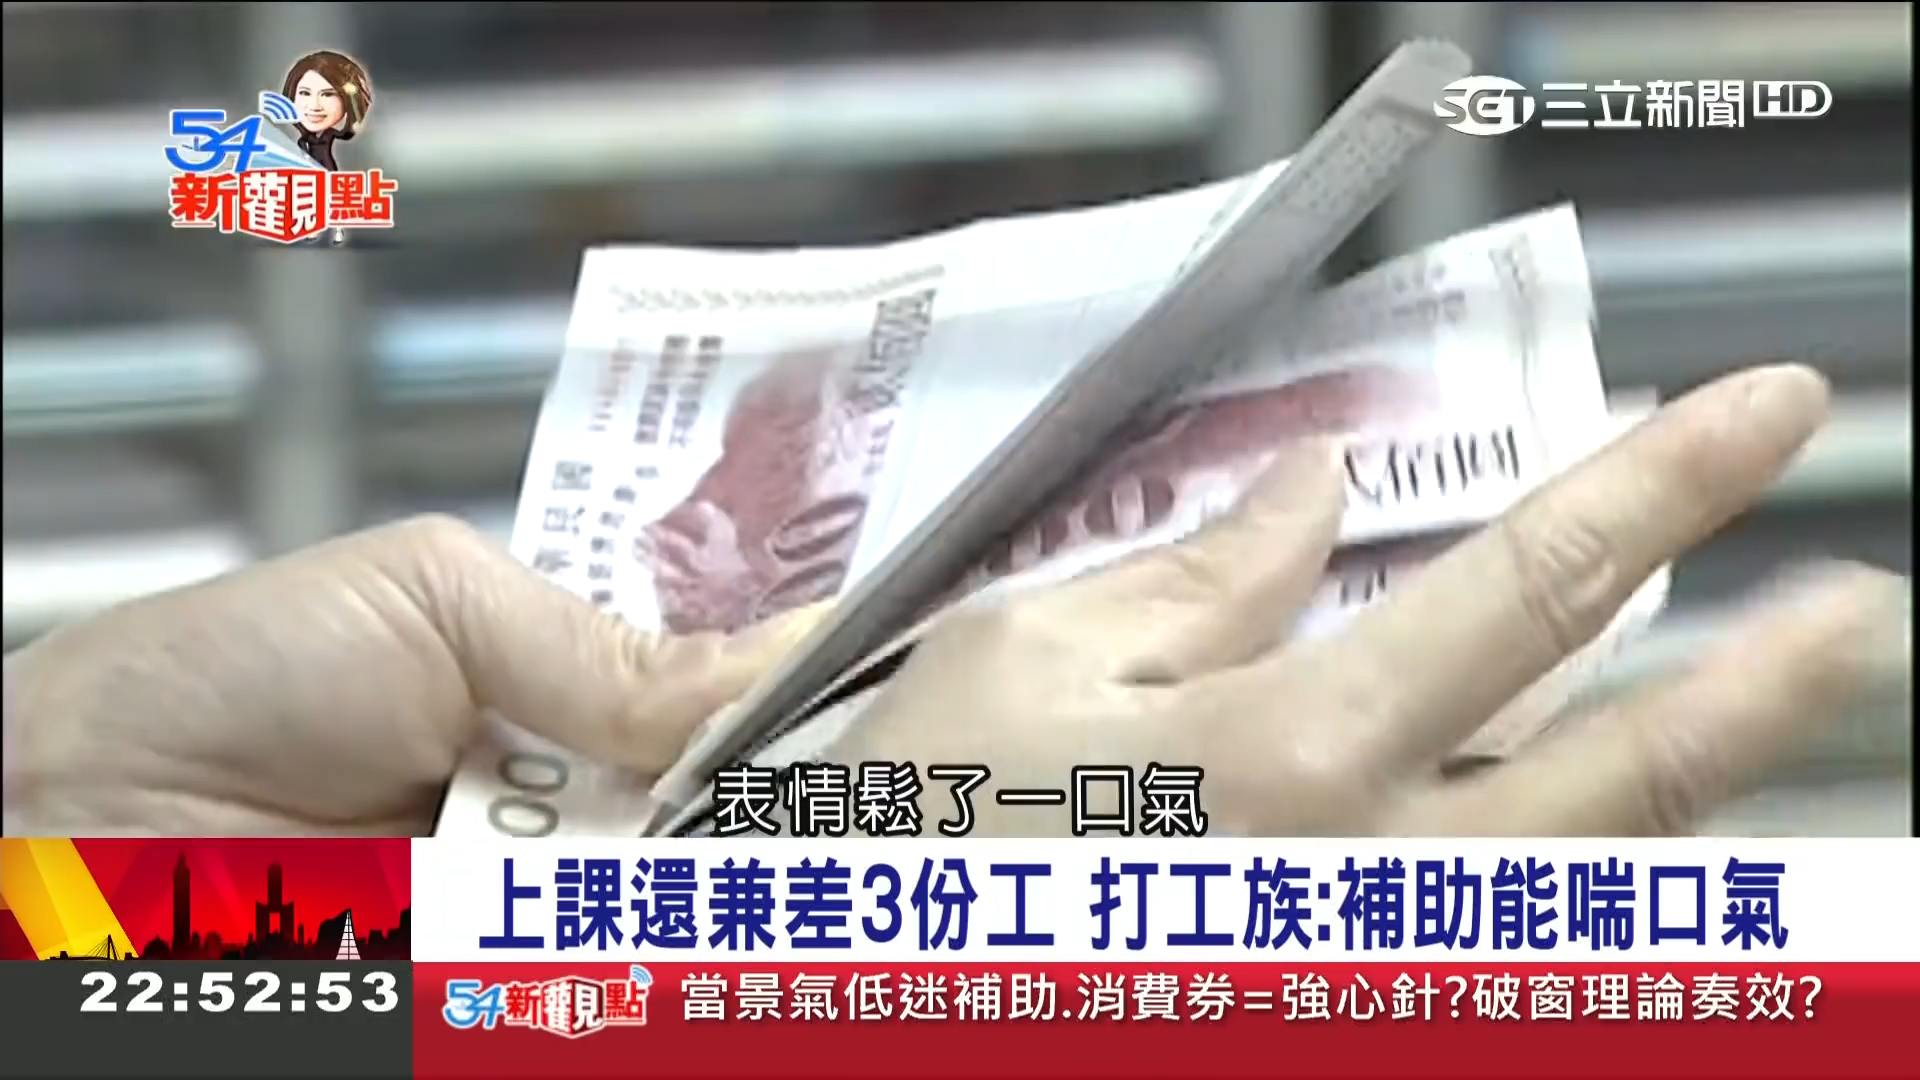 54
新觀點
SET三立新聞HD
00
表情鬆了一口氣
上課還兼差3份工 打工族:補助能喘口氣
22:52:53
54新觀點
當景氣低迷補助.消費券=強心針?破窗理論奏效?